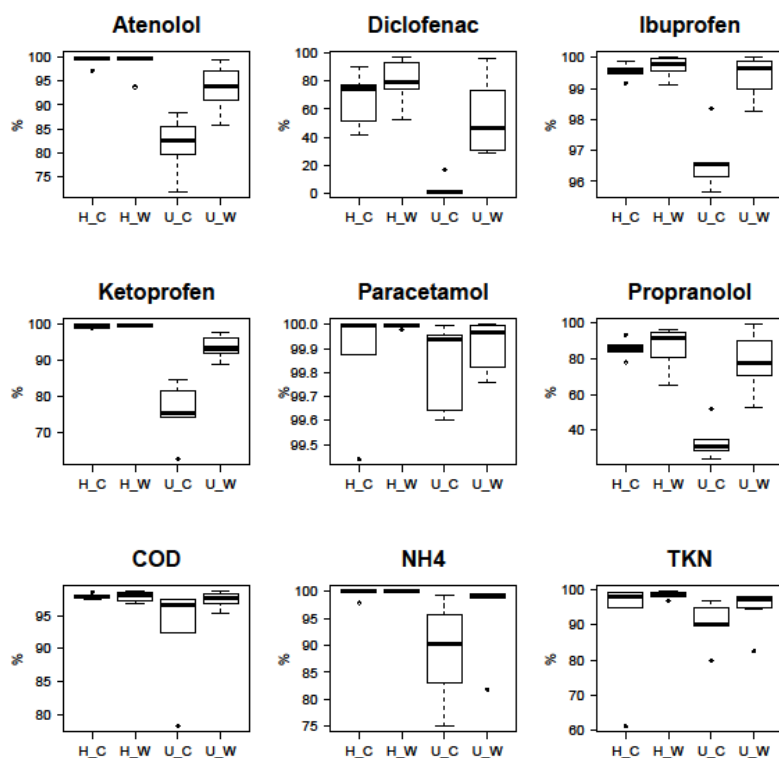 Atenolol Diclofenac Ibuprofen
% 100 95 90 85 80 75
% 100 80 60 40 20 0
% 100 99 98 97 96
H_C H_W U_C U_W H_C H_W U_C U_W H_C H_W U_C U_W
Ketoprofen Paracetamol Propranolol
% 100 90 80 70
% 100.0 99.9 99.8 99.7 99.6 99.5
% 100 80 60 40
H_C H_W U_C U_W H_C H_W U_C U_W H_C H_W U_C U_W
COD NH4 TKN
% 95 90 85 80
% 100 95 90 85 80 75
% 100 90 80 70 60
H_C H_W U_C U_W H_C H_W U_C U_W H_C H_W U_C U_W